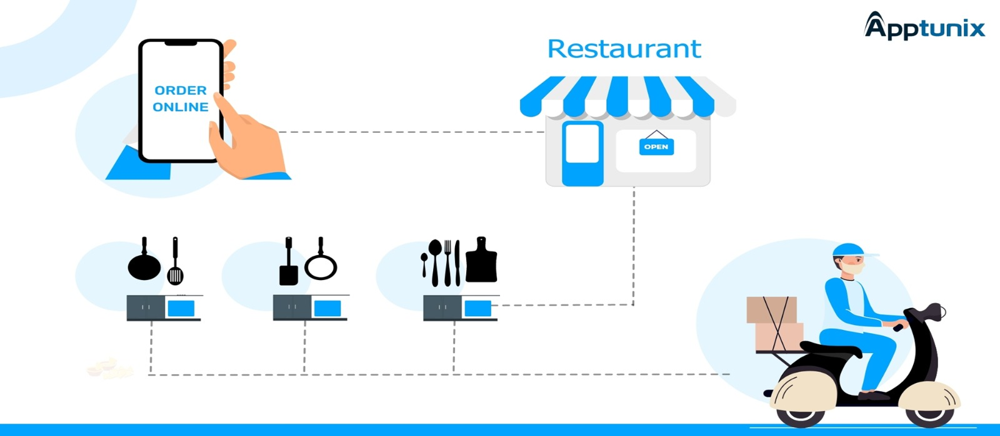 Apptunix
Restaurant
ORDER
ONLINE
OPEN